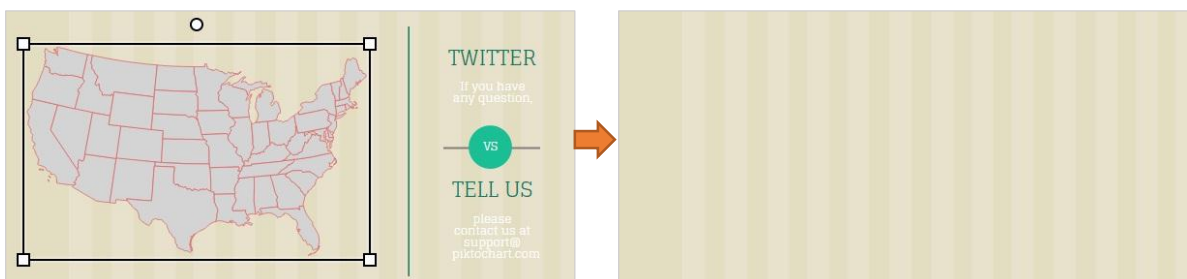 TWITTER
If you have
any question,
VS
TELL US
please
contact us at
support@
piktochart.com